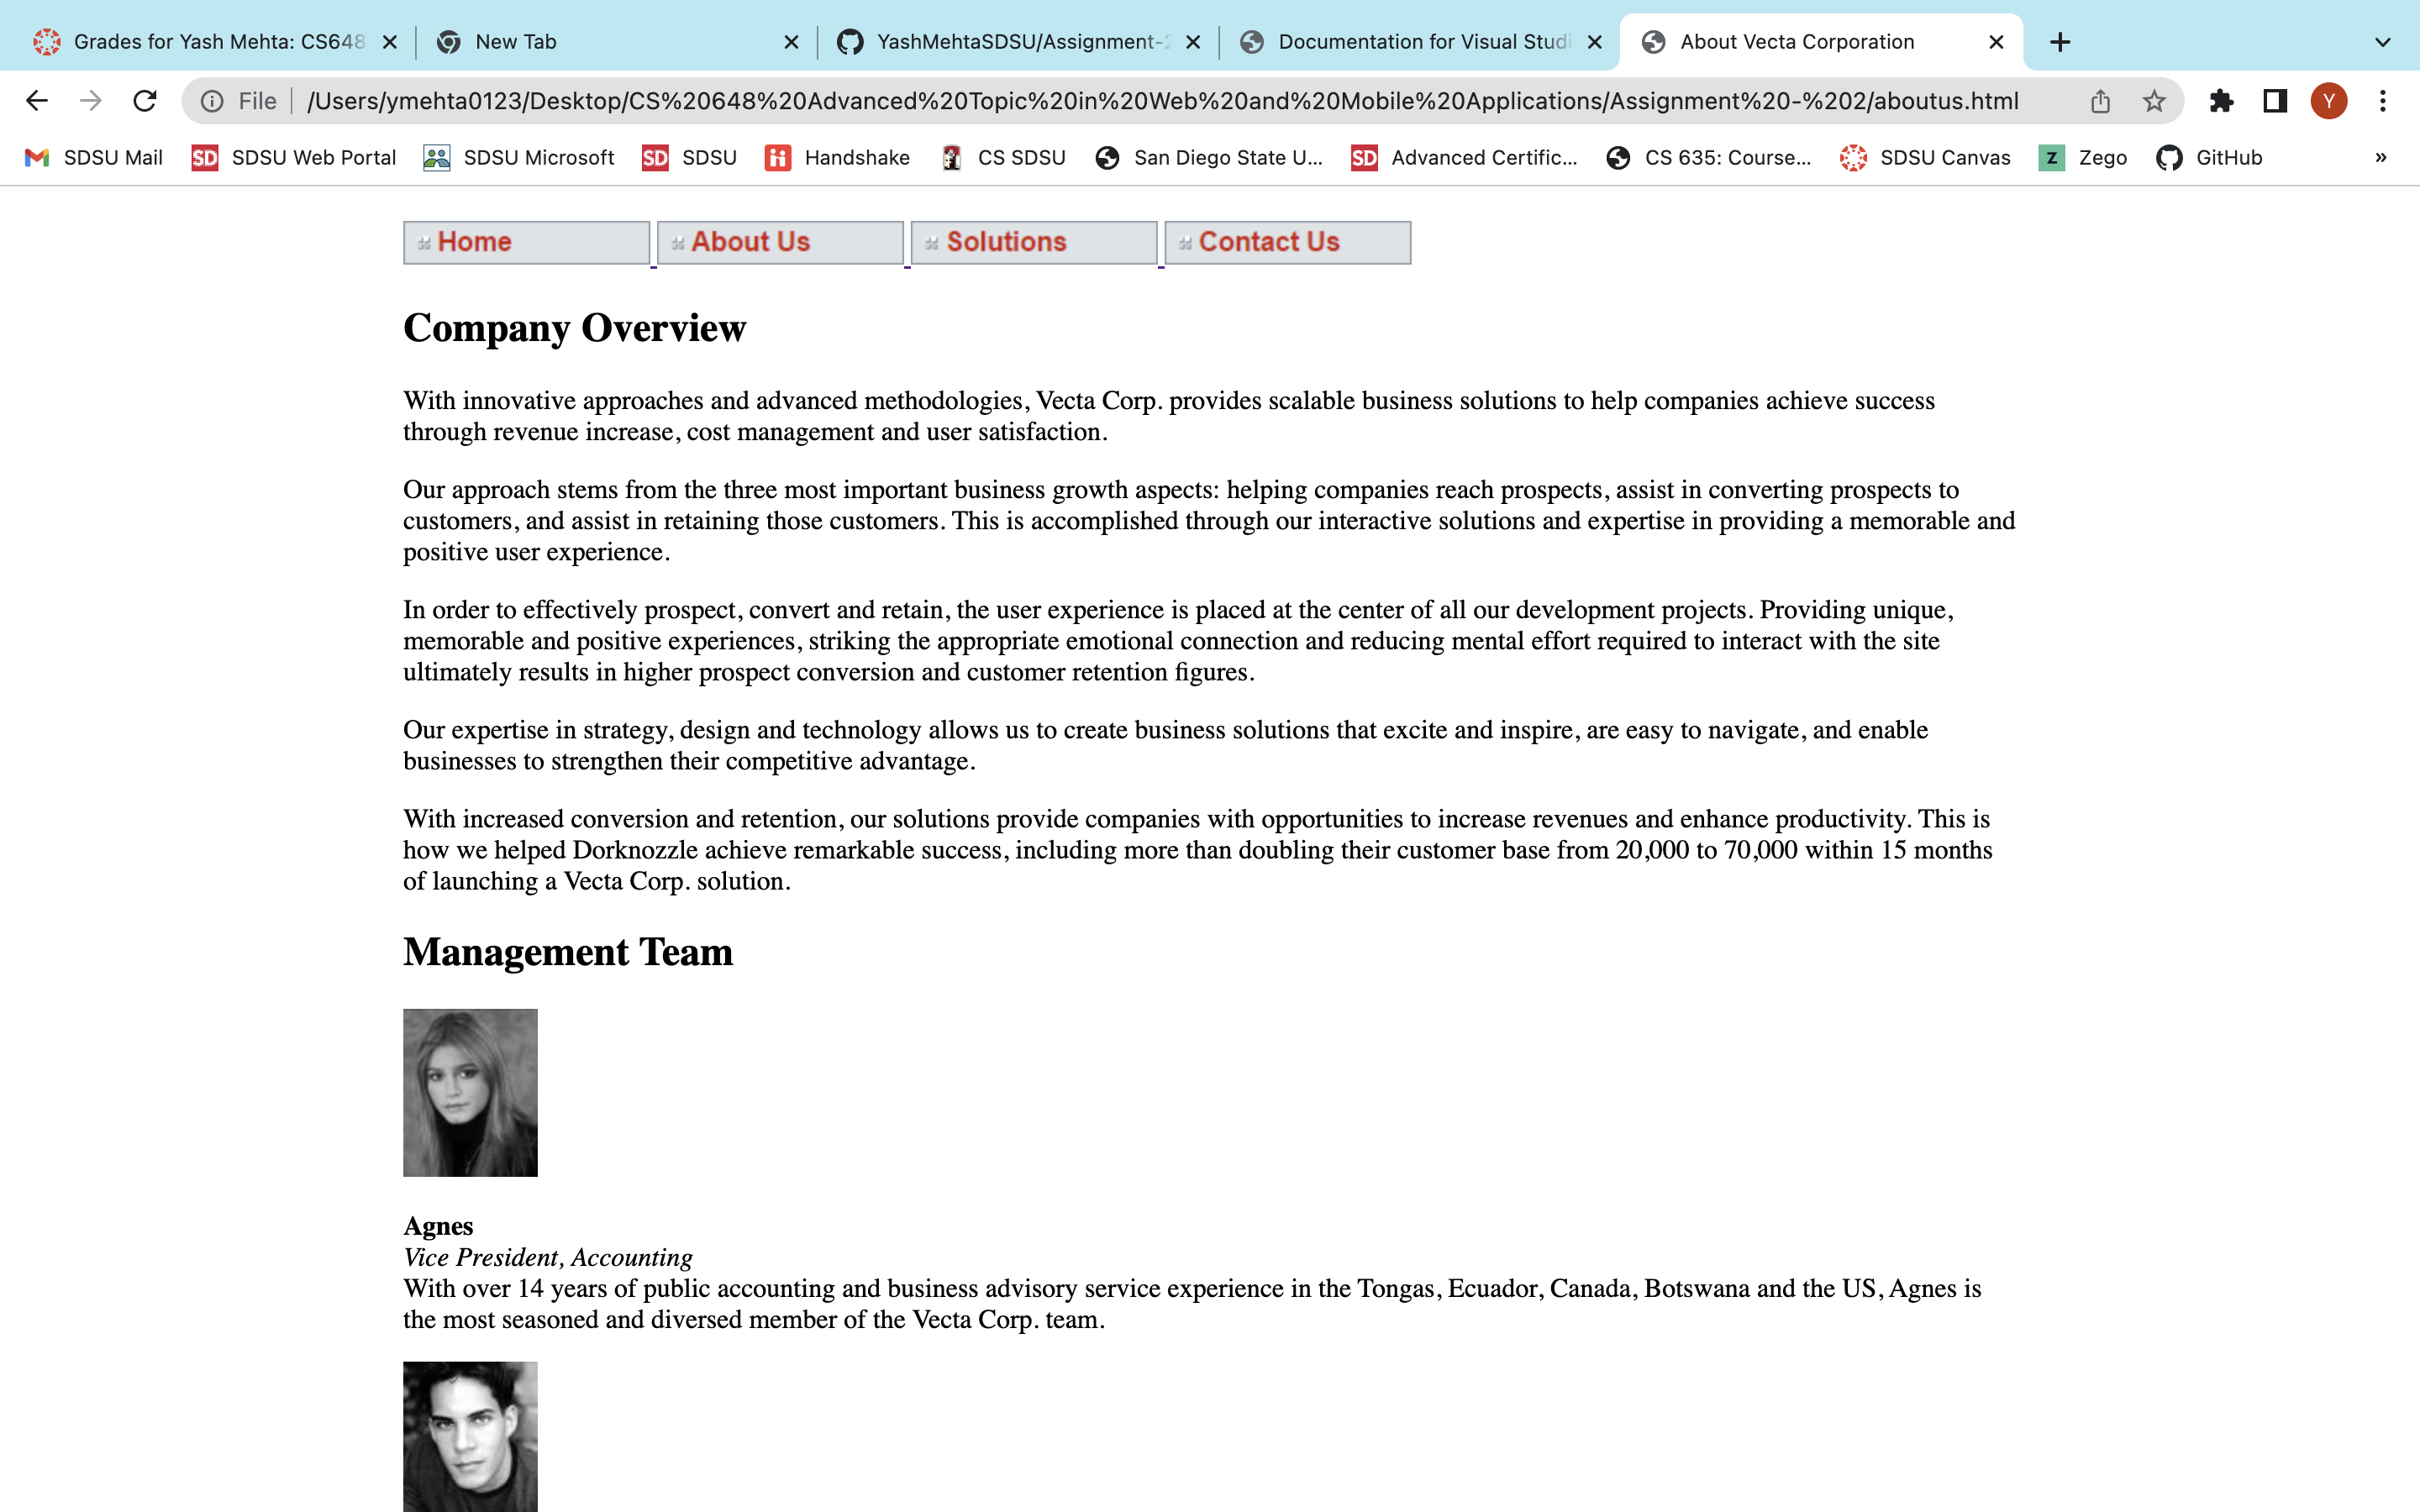 Grades for Yash Mehta: CS648
New Tab
YashMehtaSDSU/Assignment-2
Documentation for Visual Studi
About Vecta Corporation
File
/Users/ymehta0123/Desktop/CS%20648%20Advanced%20Topic%20in%20Web%20and%20Mobile%20Applications/Assignment%20-%202/aboutus.html
Y
SDSU Mail
SDSU Web Portal
SDSU Microsoft
SDSU
Handshake
CS SDSU
San Diego State U...
Advanced Certific...
CS 635: Course...
SDSU Canvas
Zego
GitHub
»
Home
About Us
Solutions
Contact Us
Company Overview
With innovative approaches and advanced methodologies, Vecta Corp. provides scalable business solutions to help companies achieve success
through revenue increase, cost management and user satisfaction.
Our approach stems from the three most important business growth aspects: helping companies reach prospects, assist in converting prospects to
customers, and assist in retaining those customers. This is accomplished through our interactive solutions and expertise in providing a memorable and
positive user experience.
In order to effectively prospect, convert and retain, the user experience is placed at the center of all our development projects. Providing unique,
memorable and positive experiences, striking the appropriate emotional connection and reducing mental effort required to interact with the site
ultimately results in higher prospect conversion and customer retention figures.
Our expertise in strategy, design and technology allows us to create business solutions that excite and inspire, are easy to navigate, and enable
businesses to strengthen their competitive advantage.
With increased conversion and retention, our solutions provide companies with opportunities to increase revenues and enhance productivity. This is
how we helped Dorknozzle achieve remarkable success, including more than doubling their customer base from 20,000 to 70,000 within 15 months
of launching a Vecta Corp. solution.
Management Team
Agnes
Vice President, Accounting
With over 14 years of public accounting and business advisory service experience in the Tongas, Ecuador, Canada, Botswana and the US, Agnes is
the most seasoned and diversed member of the Vecta Corp. team.